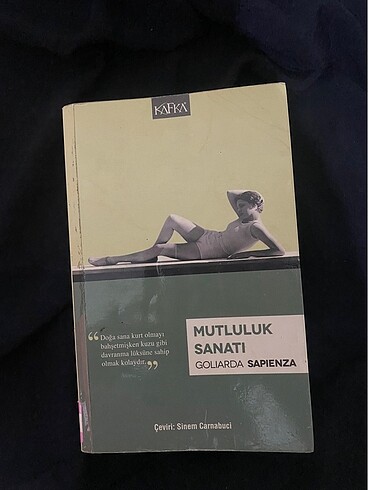 KAFKA
MUTLULUK
SANATI
GOLIARDA SAPIENZA
“Doğa sana kurt olmayı
bahşetmişken kuzu gibi
davranma lüksüne sahip
olmak kolaydır.”
Çeviri: Sinem Carnabuci